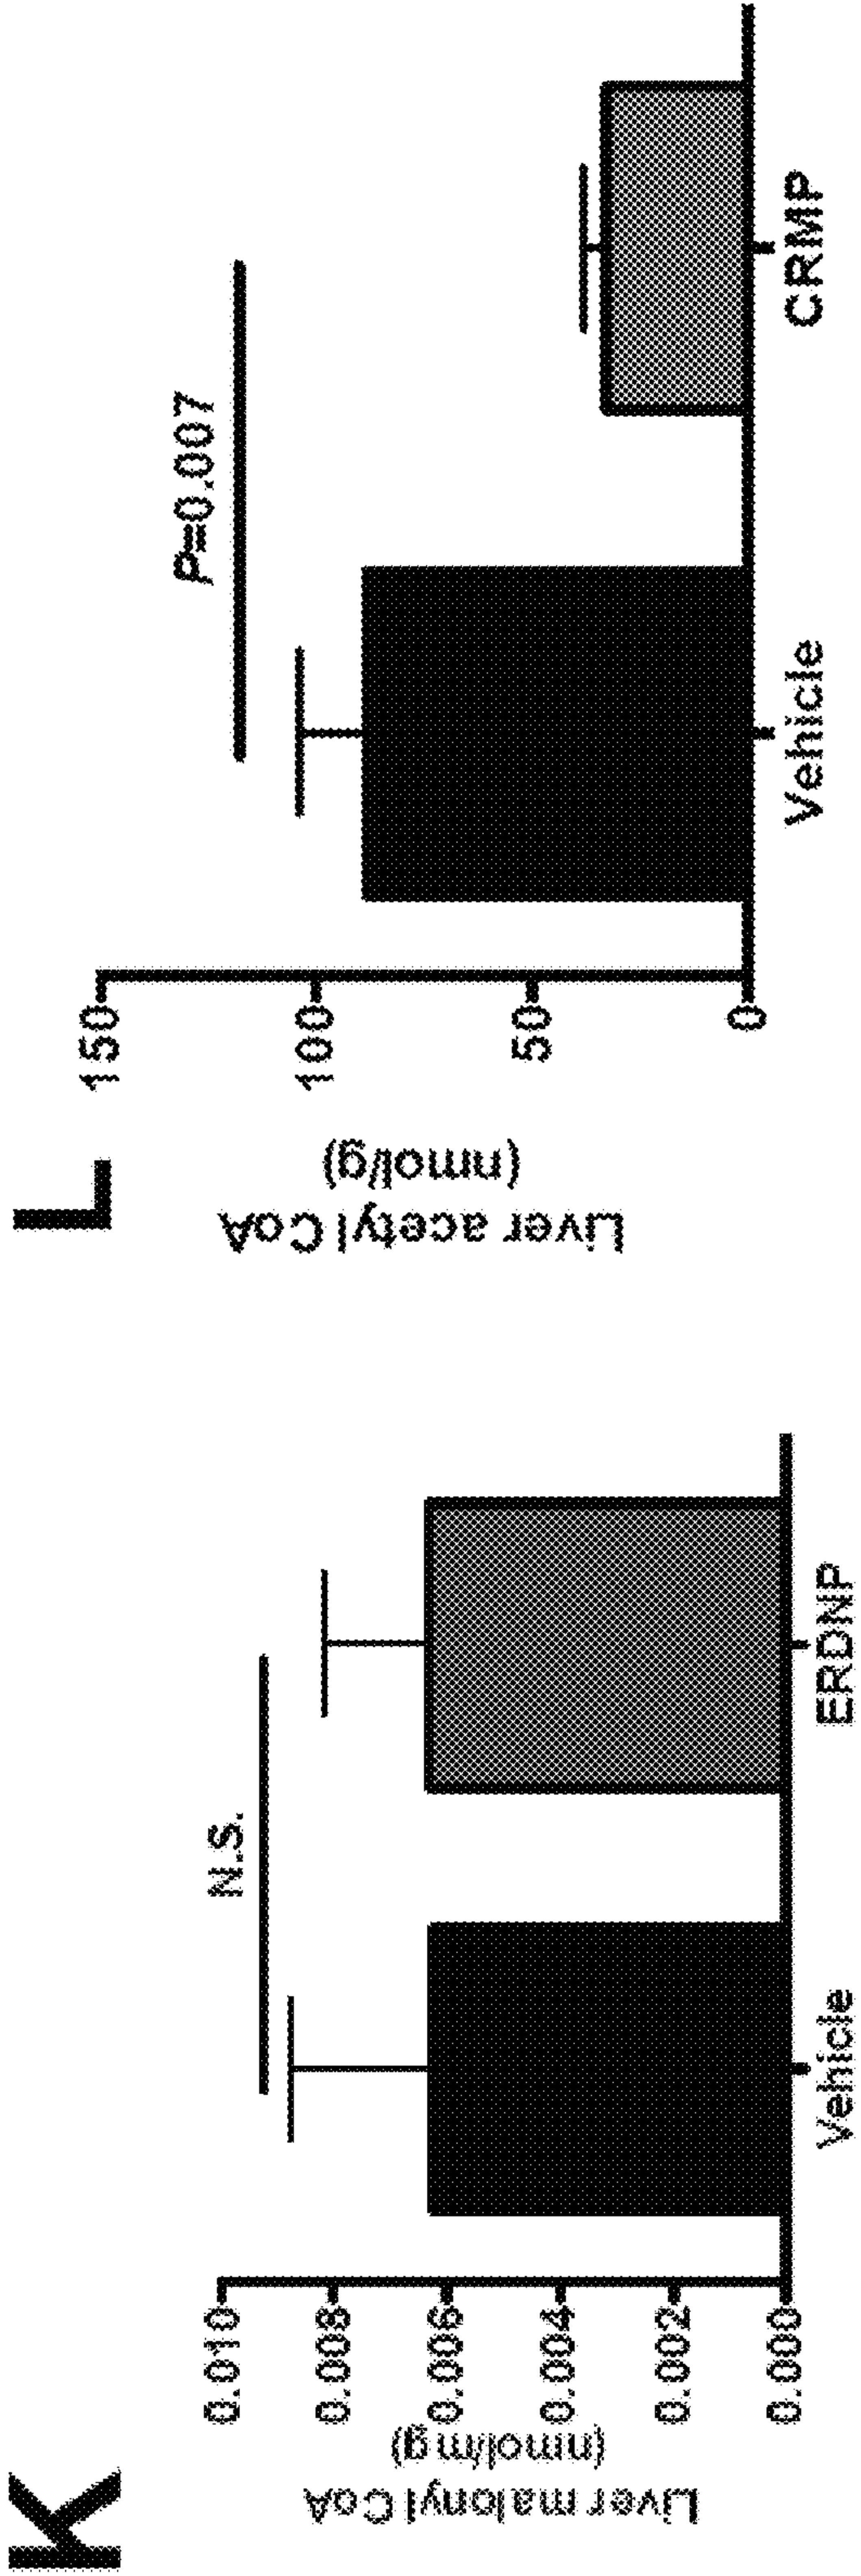 K
Liver malonyl CoA
(nmol/mg)
0.010
0.008
0.006
0.004
0.002
0.000
N.S.
Vehicle
ERDNP
L
Liver acetyl CoA
(nmol/g)
150
100
50
0
P=0.007
Vehicle
CRMP